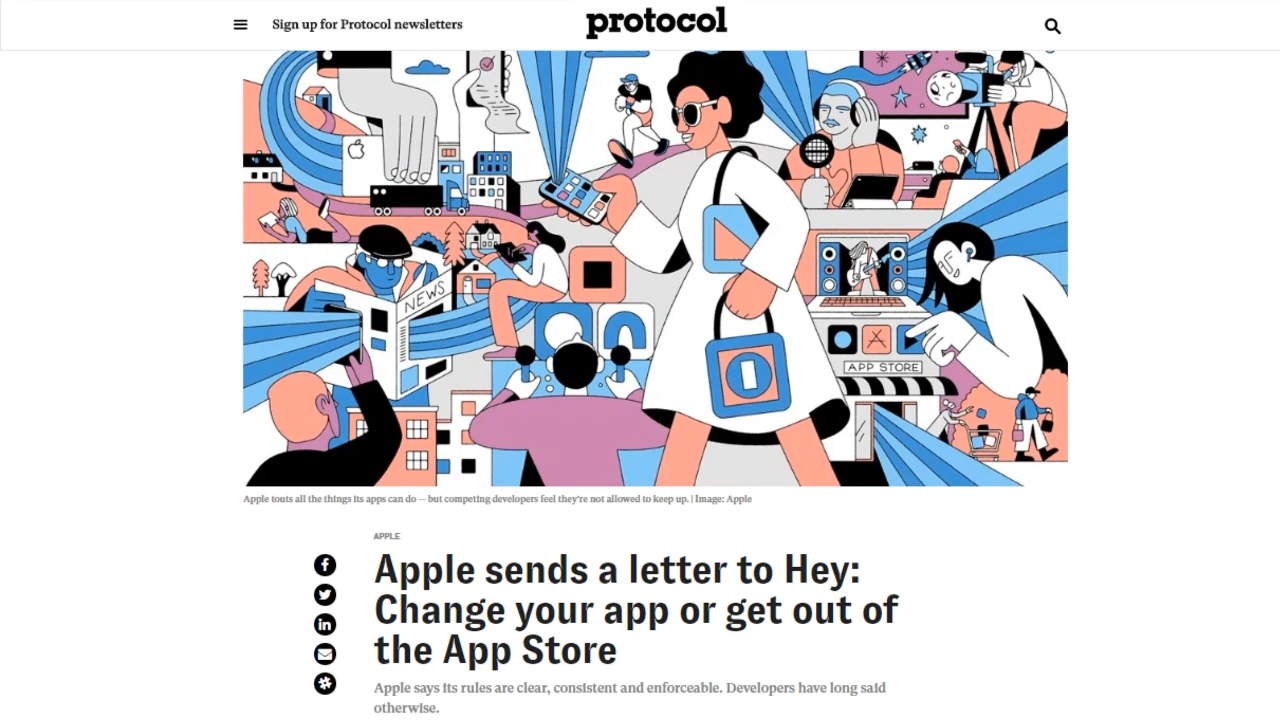 Sign up for Protocol newsletters
protocol
NEWS
APP STORE
Apple touts all the things its apps can do — but competing developers feel they're not allowed to keep up. | Image: Apple
APPLE
Apple sends a letter to Hey:
Change your app or get out of
the App Store
Apple says its rules are clear, consistent and enforceable. Developers have long said
otherwise.